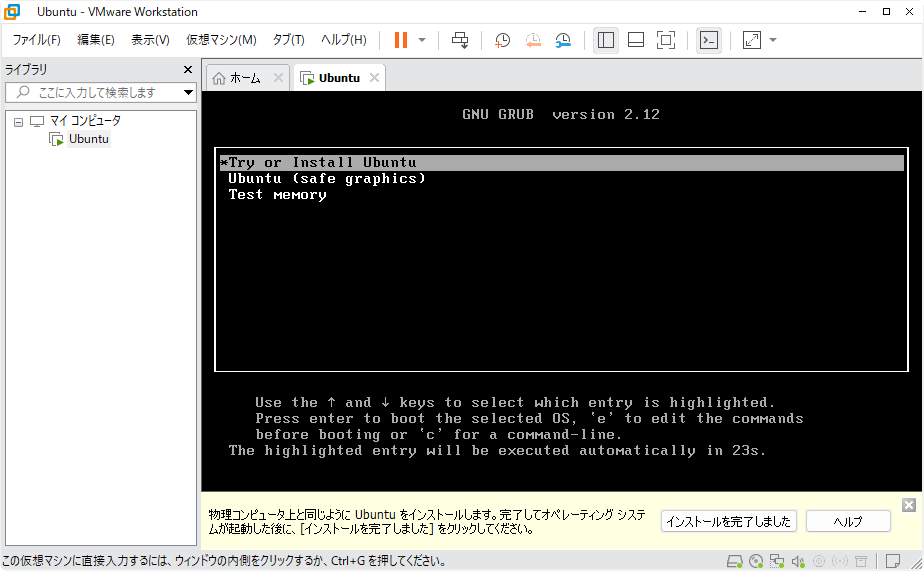 Ubuntu - VMware Workstation
ファイル(F) 編集(E) 表示(V) 仮想マシン(M) タブ(T) ヘルプ(H)
ライブラリ
ホーム
Ubuntu
ここに入力して検索します
マイ コンピュータ
Ubuntu
GNU GRUB version 2.12
*Try or Install Ubuntu
Ubuntu (safe graphics)
Test memory
Use the ↑ and ↓ keys to select which entry is highlighted.
Press enter to boot the selected OS, `e' to edit the commands
before booting or `c' for a command-line.
The highlighted entry will be executed automatically in 23s.
物理コンピュータ上と同じように Ubuntu をインストールします。完了してオペレーティング システ
ムが起動した後に、[インストールを完了しました] をクリックしてください。
インストールを完了しました
ヘルプ
この仮想マシンに直接入力するには、ウィンドウの内側をクリックするか、Ctrl+G を押してください。